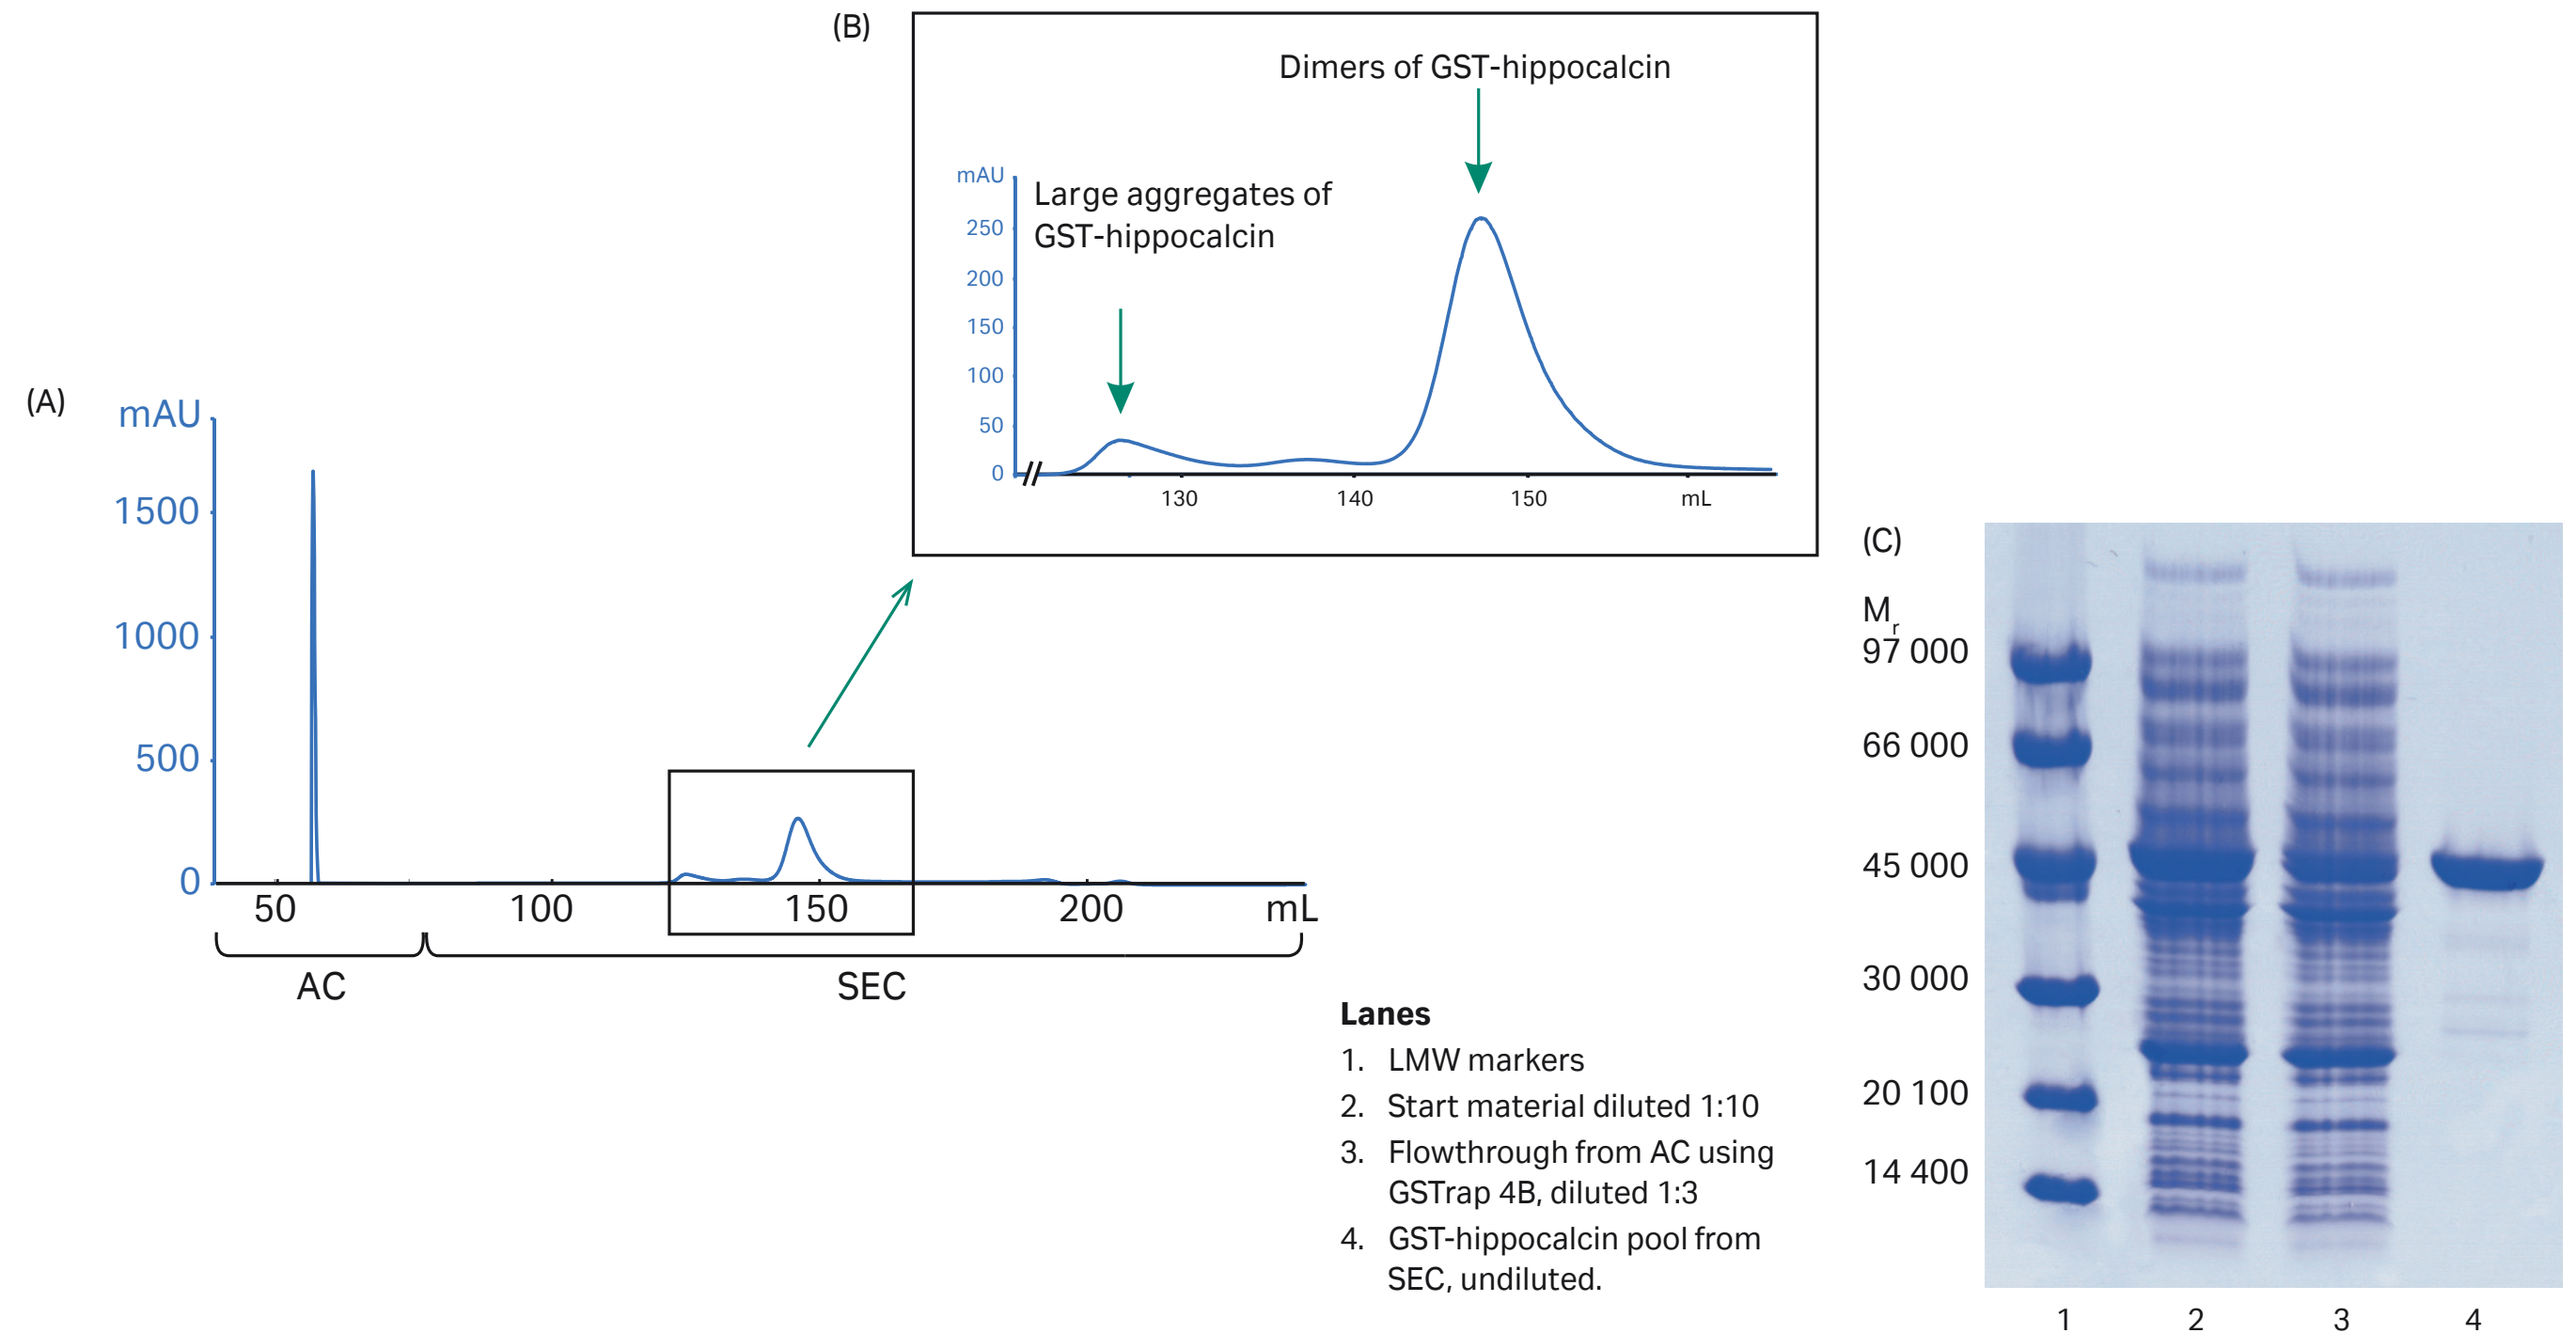 (B)
Dimers of GST-hippocalcin
mAU
Large aggregates of
GST-hippocalcin
250
200
150
100
50
0
130
140
150
mL
(A)
mAU
1500
1000
500
0
50
100
150
200
mL
AC
SEC
Lanes
1. LMW markers
2. Start material diluted 1:10
3. Flowthrough from AC using
GSTrap 4B, diluted 1:3
4. GST-hippocalcin pool from
SEC, undiluted.
(C)
Mr
97 000
66 000
45 000
30 000
20 100
14 400
1
2
3
4